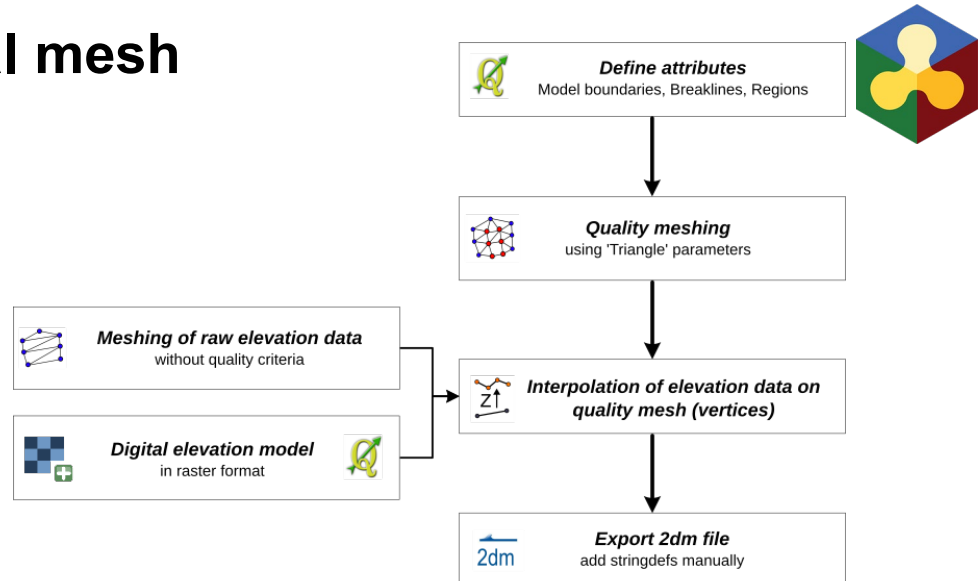 l mesh
Define attributes
Model boundaries, Breaklines, Regions
Quality meshing
using 'Triangle' parameters
Meshing of raw elevation data
without quality criteria
Digital elevation model
in raster format
Z
Interpolation of elevation data on
quality mesh (vertices)
2dm
Export 2dm file
add stringdefs manually